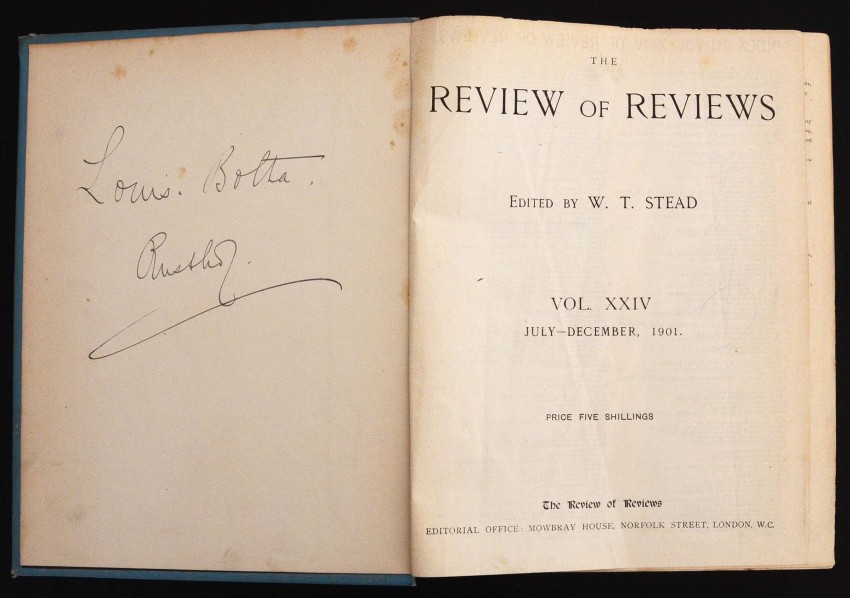 Louis. Botha.
Rusthof.
THE
REVIEW OF REVIEWS
EDITED BY W. T. STEAD
VOL. XXIV
JULY—DECEMBER, 1901.
PRICE FIVE SHILLINGS
The Review of Reviews
EDITORIAL OFFICE: MOWBRAY HOUSE, NORFOLK STREET, LONDON, W.C.